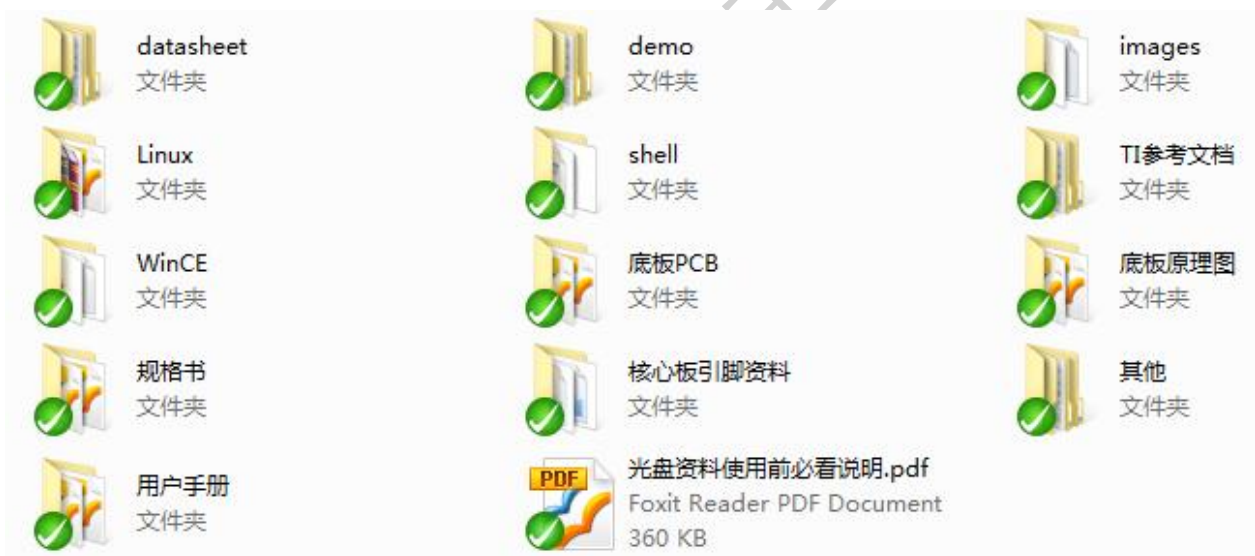 datasheet
文件夹
demo
文件夹
images
文件夹
Linux
文件夹
shell
文件夹
TI参考文档
文件夹
WinCE
文件夹
底板PCB
文件夹
底板原理图
文件夹
规格书
文件夹
核心板引脚资料
文件夹
其他
文件夹
用户手册
文件夹
PDF
光盘资料使用前必看说明.pdf
Foxit Reader PDF Document
360 KB